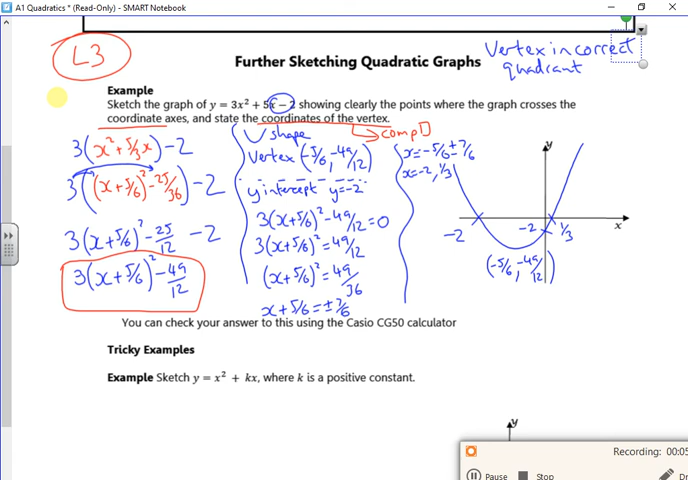 A1 Quadratics (Read-Only) - SMART Notebook
L3
Further Sketching Quadratic Graphs
Vertex in correct
quadrant
Example
Sketch the graph of y = 3x² + 5x − 2 showing clearly the points where the graph crosses the
coordinate axes, and state the coordinates of the vertex.
3(x² + 5/3 x) − 2
3((x + 5/6)² − 25/36) − 2
3(x + 5/6)² − 25/12 − 2
3(x + 5/6)² − 49/12
∪ shape
Vertex (−5/6, −49/12)
y intercept y = −2
3(x + 5/6)² − 49/12 = 0
3(x + 5/6)² = 49/12
(x + 5/6)² = 49/36
x + 5/6 = ± 7/6
comp □
x = −5/6 ± 7/6
x = −2, 1/3
y
x
−2
−2
1/3
(−5/6, −49/12)
You can check your answer to this using the Casio CG50 calculator
Tricky Examples
Example Sketch y = x² + kx, where k is a positive constant.
y
Recording: 00:05
Pause
Stop